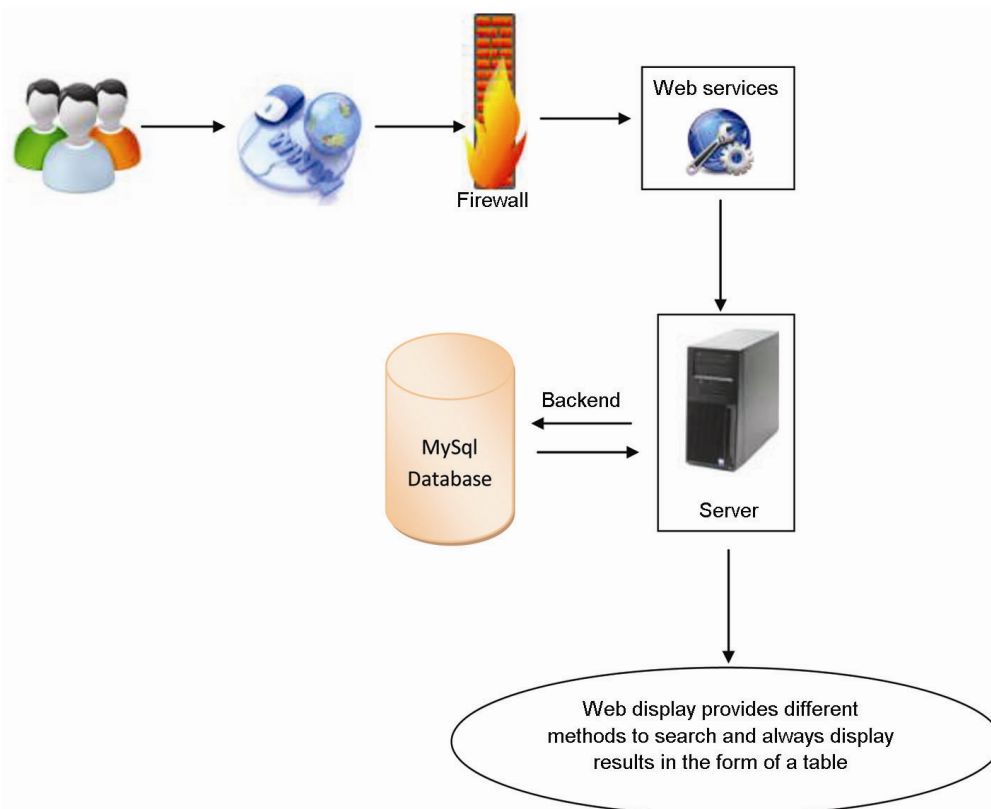 Web services
WWW
Firewall
Backend
MySql
Database
Server
Web display provides different
methods to search and always display
results in the form of a table